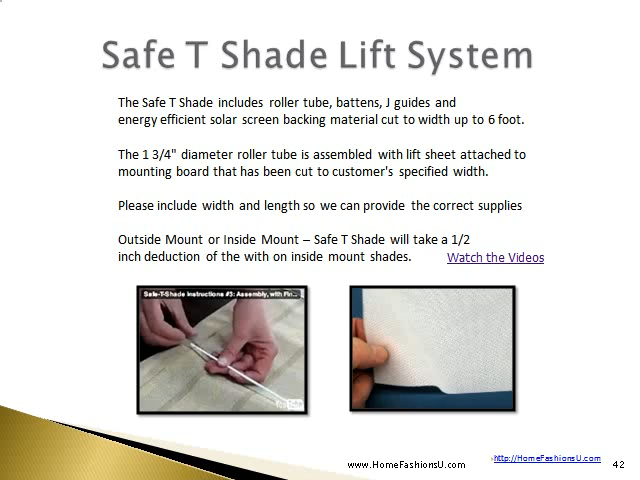 Safe T Shade Lift System
The Safe T Shade includes roller tube, battens, J guides and
energy efficient solar screen backing material cut to width up to 6 foot.
The 1 3/4" diameter roller tube is assembled with lift sheet attached to
mounting board that has been cut to customer's specified width.
Please include width and length so we can provide the correct supplies
Outside Mount or Inside Mount – Safe T Shade will take a 1/2
inch deduction of the with on inside mount shades.
Watch the Videos
Safe-T-Shade Instructions #3: Assembly, with Fin...
www.HomeFashionsU.com
http://HomeFashionsU.com
42